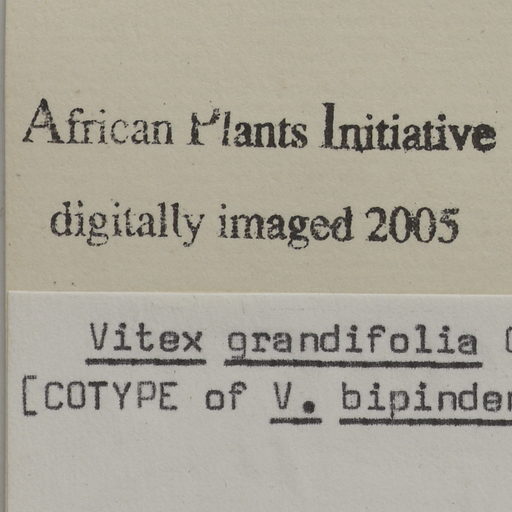 African Plants Initiative
digitally imaged 2005
Vitex grandifolia
[COTYPE of V.